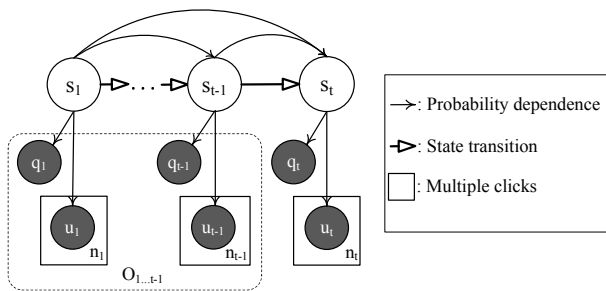 s1 ... st-1 st
q1 qt-1 qt
u1 ut-1 ut
n1 nt-1 nt
O1...t-1
: Probability dependence
: State transition
: Multiple clicks